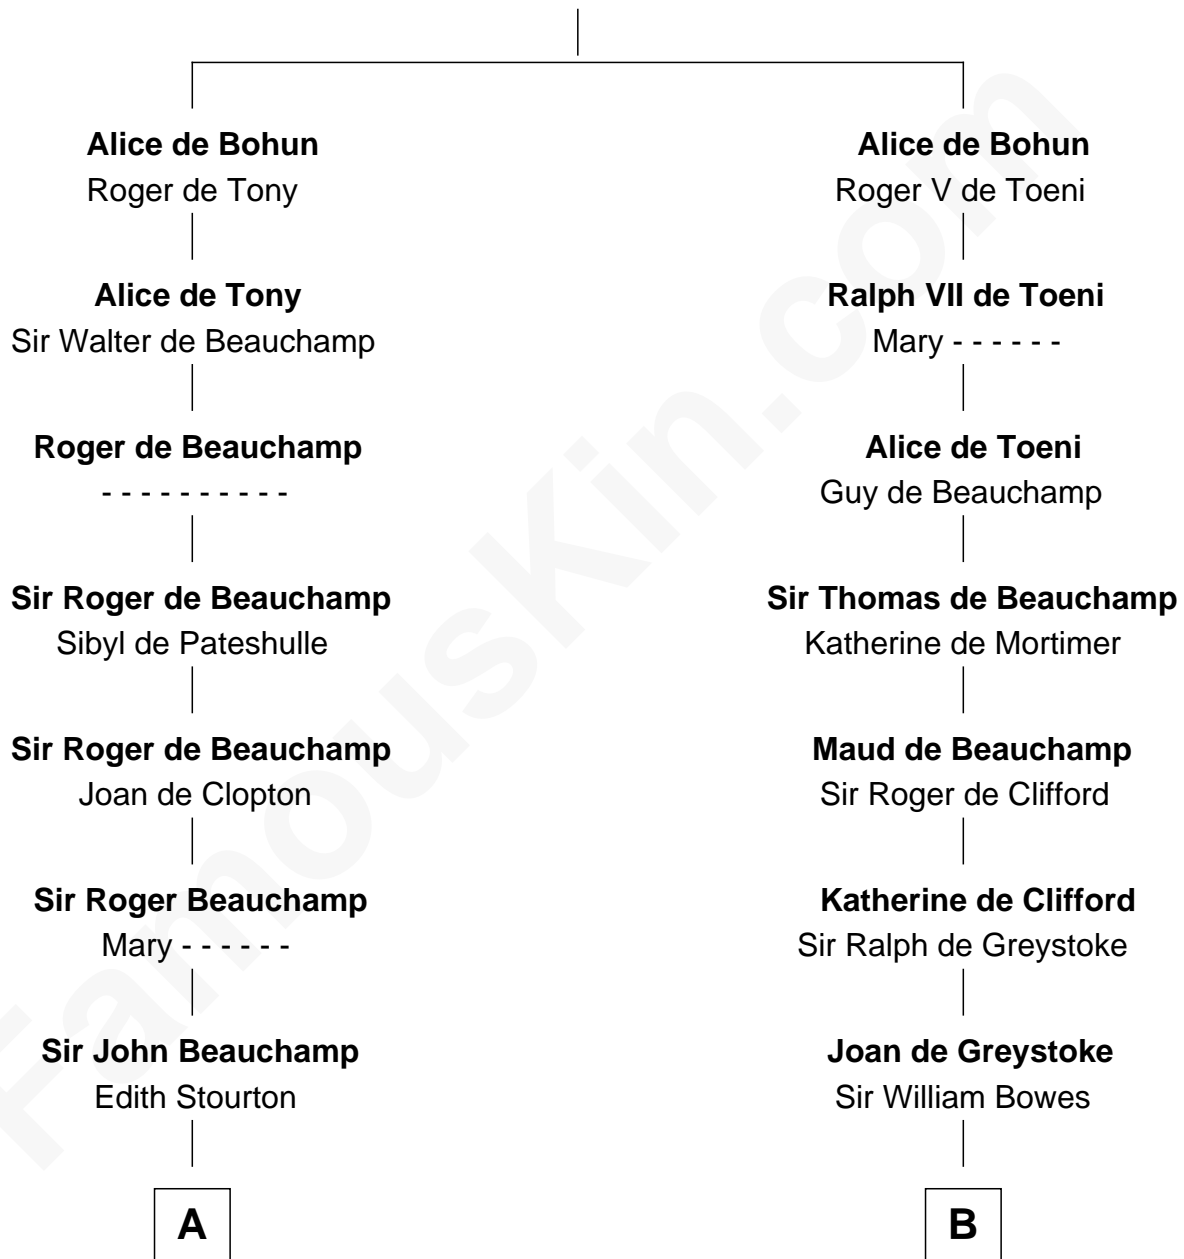 Alice de Bohun
Roger de Tony
Alice de Tony
Sir Walter de Beauchamp
Roger de Beauchamp
- - - - - - - - - -
Sir Roger de Beauchamp
Sibyl de Pateshulle
Sir Roger de Beauchamp
Joan de Clopton
Sir Roger Beauchamp
Mary - - - - - -
Sir John Beauchamp
Edith Stourton
A
Alice de Bohun
Roger V de Toeni
Ralph VII de Toeni
Mary - - - - - -
Alice de Toeni
Guy de Beauchamp
Sir Thomas de Beauchamp
Katherine de Mortimer
Maud de Beauchamp
Sir Roger de Clifford
Katherine de Clifford
Sir Ralph de Greystoke
Joan de Greystoke
Sir William Bowes
B
FamousKin.com